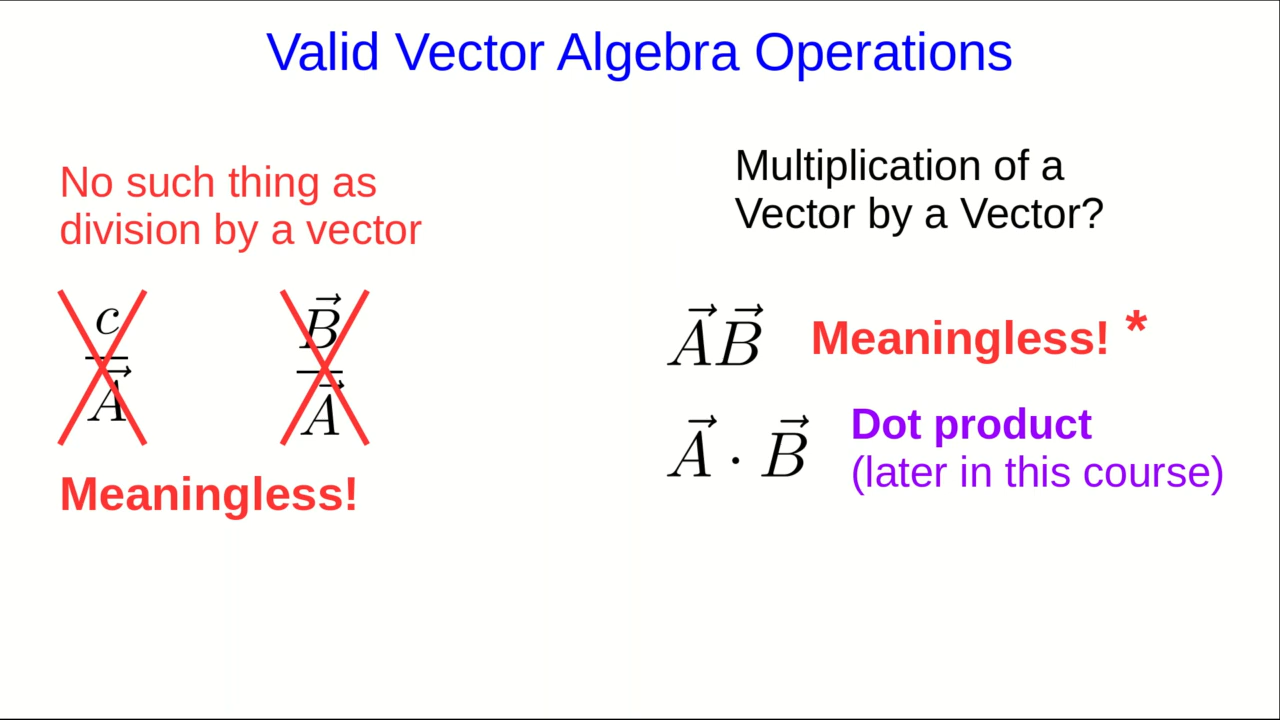 Valid Vector Algebra Operations
No such thing as
division by a vector
c
A⃗
B⃗
A⃗
Meaningless!
Multiplication of a
Vector by a Vector?
A⃗B⃗ Meaningless! *
A⃗ · B⃗ Dot product
(later in this course)